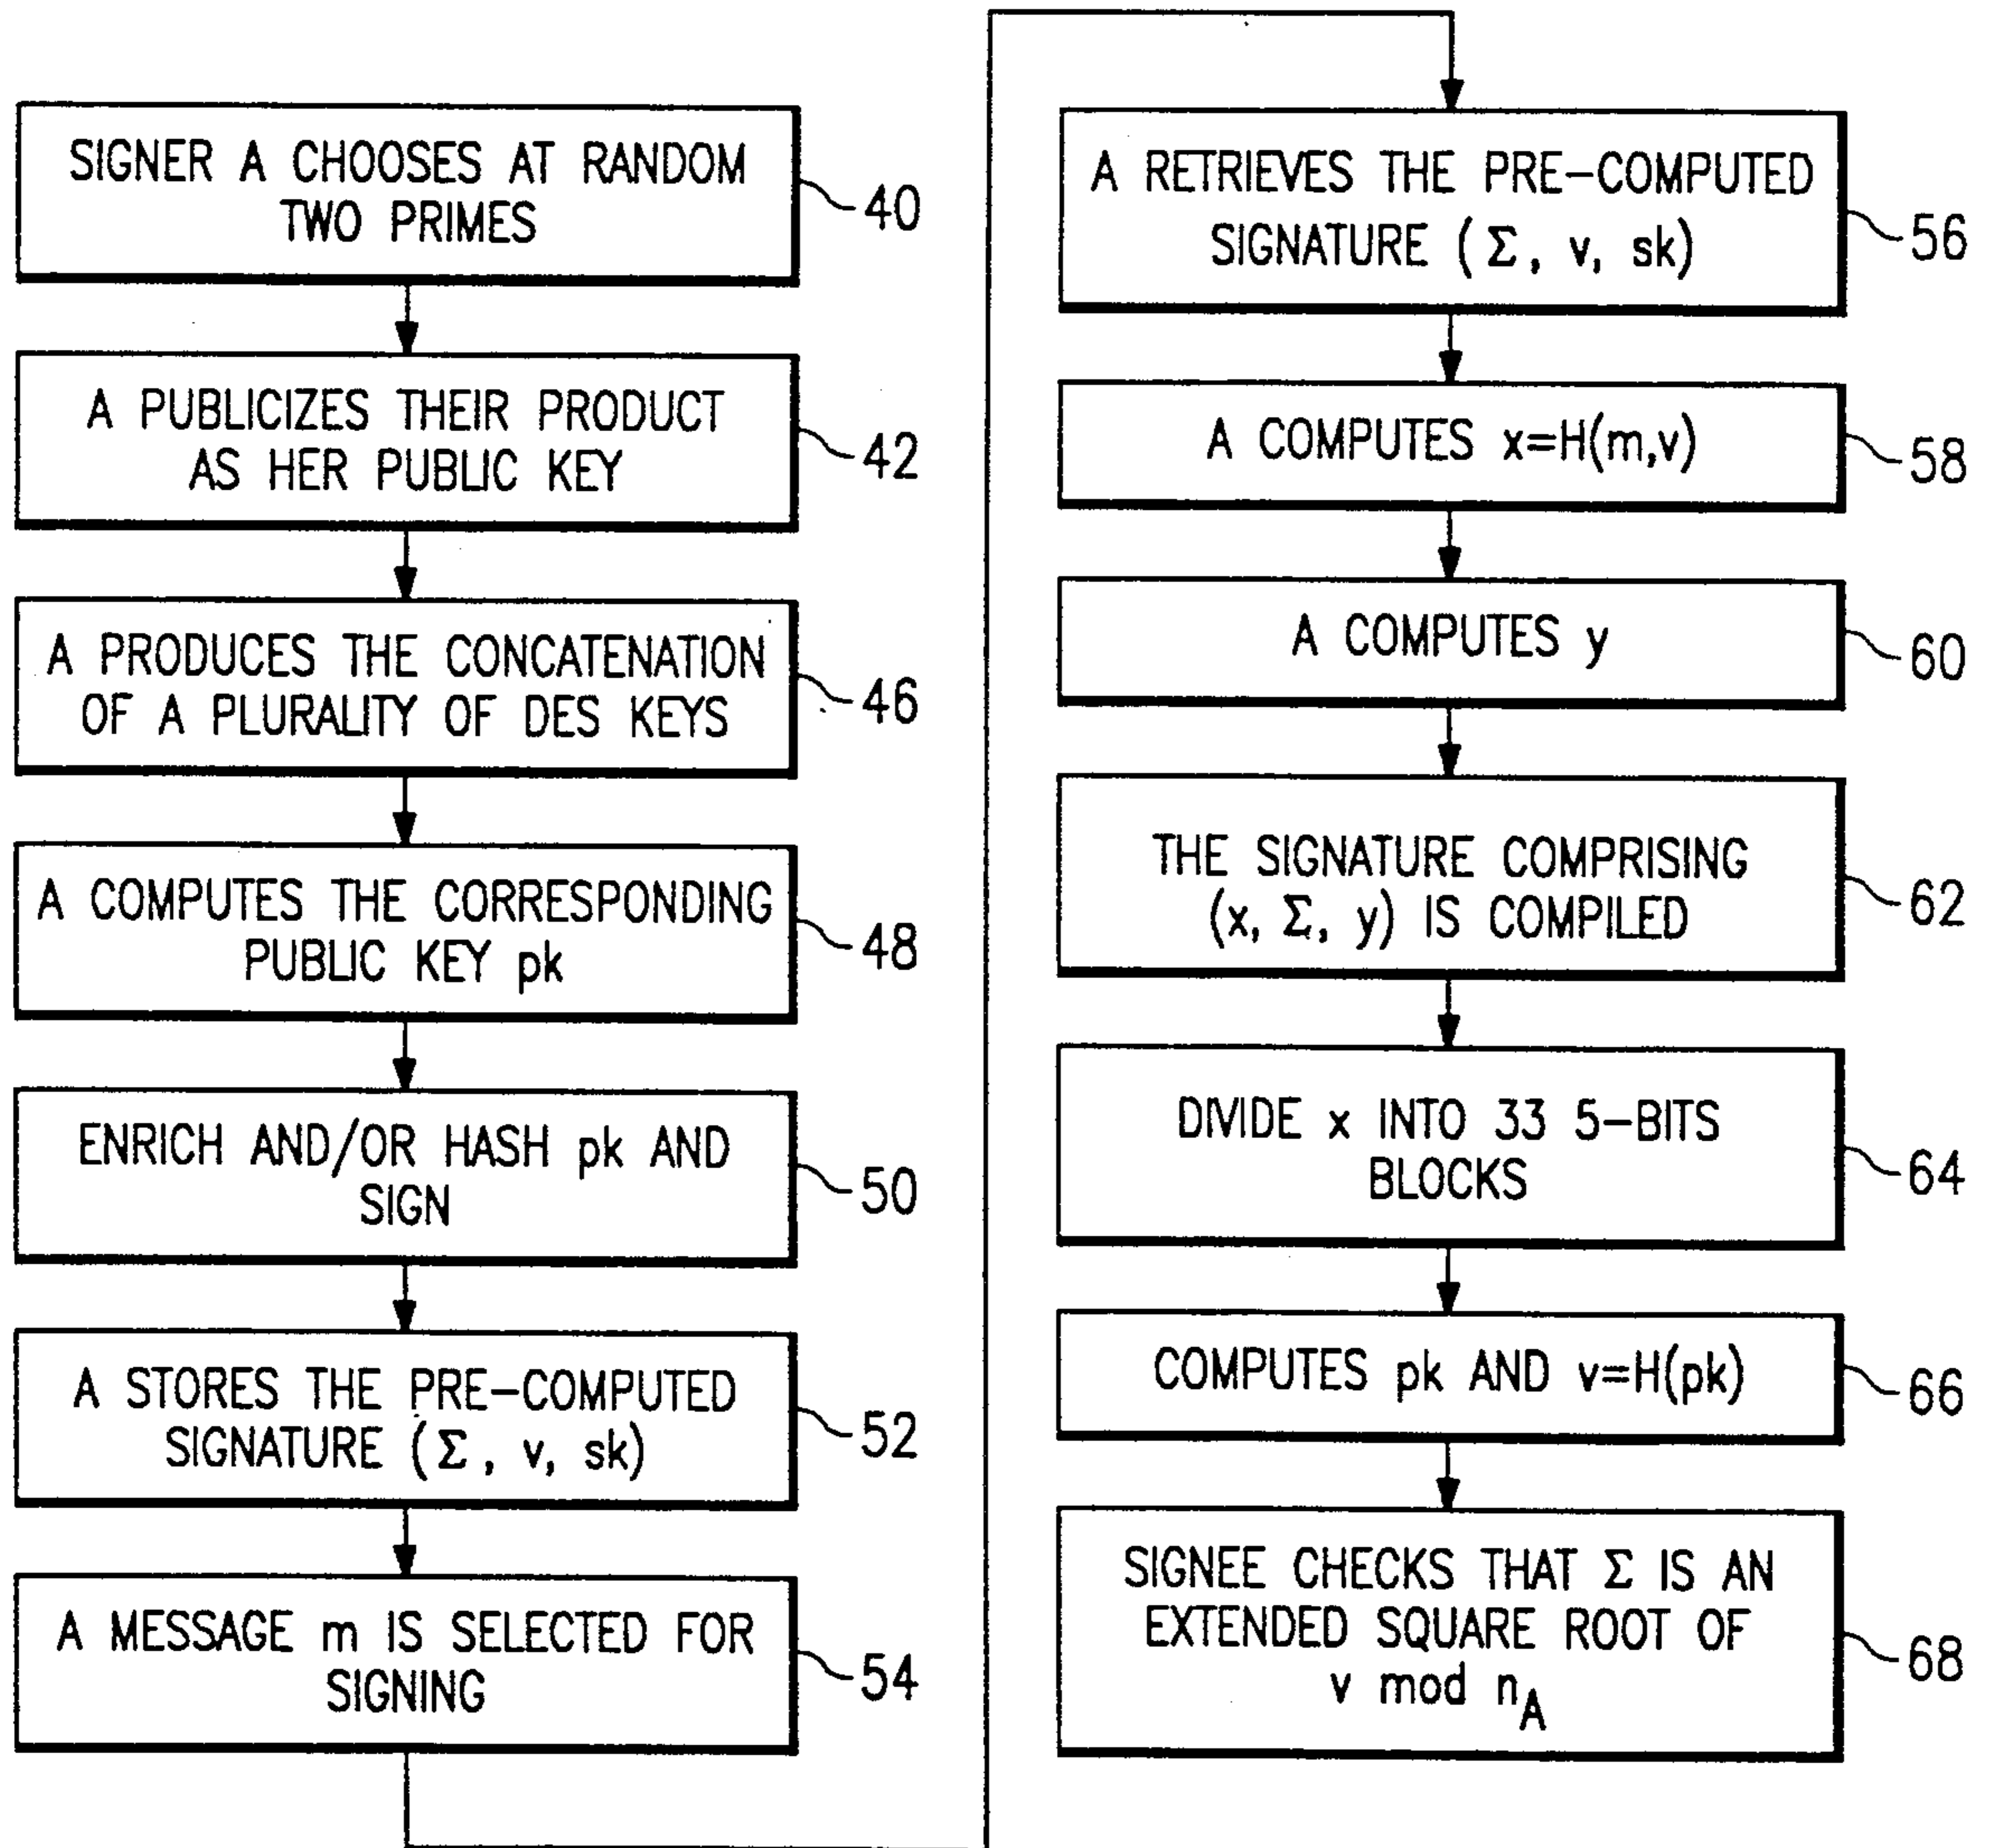 SIGNER A CHOOSES AT RANDOM
TWO PRIMES
40
A PUBLICIZES THEIR PRODUCT
AS HER PUBLIC KEY
42
A PRODUCES THE CONCATENATION
OF A PLURALITY OF DES KEYS
46
A COMPUTES THE CORRESPONDING
PUBLIC KEY pk
48
ENRICH AND/OR HASH pk AND
SIGN
50
A STORES THE PRE-COMPUTED
SIGNATURE (Σ, v, sk)
52
A MESSAGE m IS SELECTED FOR
SIGNING
54
A RETRIEVES THE PRE-COMPUTED
SIGNATURE (Σ, v, sk)
56
A COMPUTES x=H(m,v)
58
A COMPUTES y
60
THE SIGNATURE COMPRISING
(x, Σ, y) IS COMPILED
62
DIVIDE x INTO 33 5-BITS
BLOCKS
64
COMPUTES pk AND v=H(pk)
66
SIGNEE CHECKS THAT Σ IS AN
EXTENDED SQUARE ROOT OF
v mod n_A
68